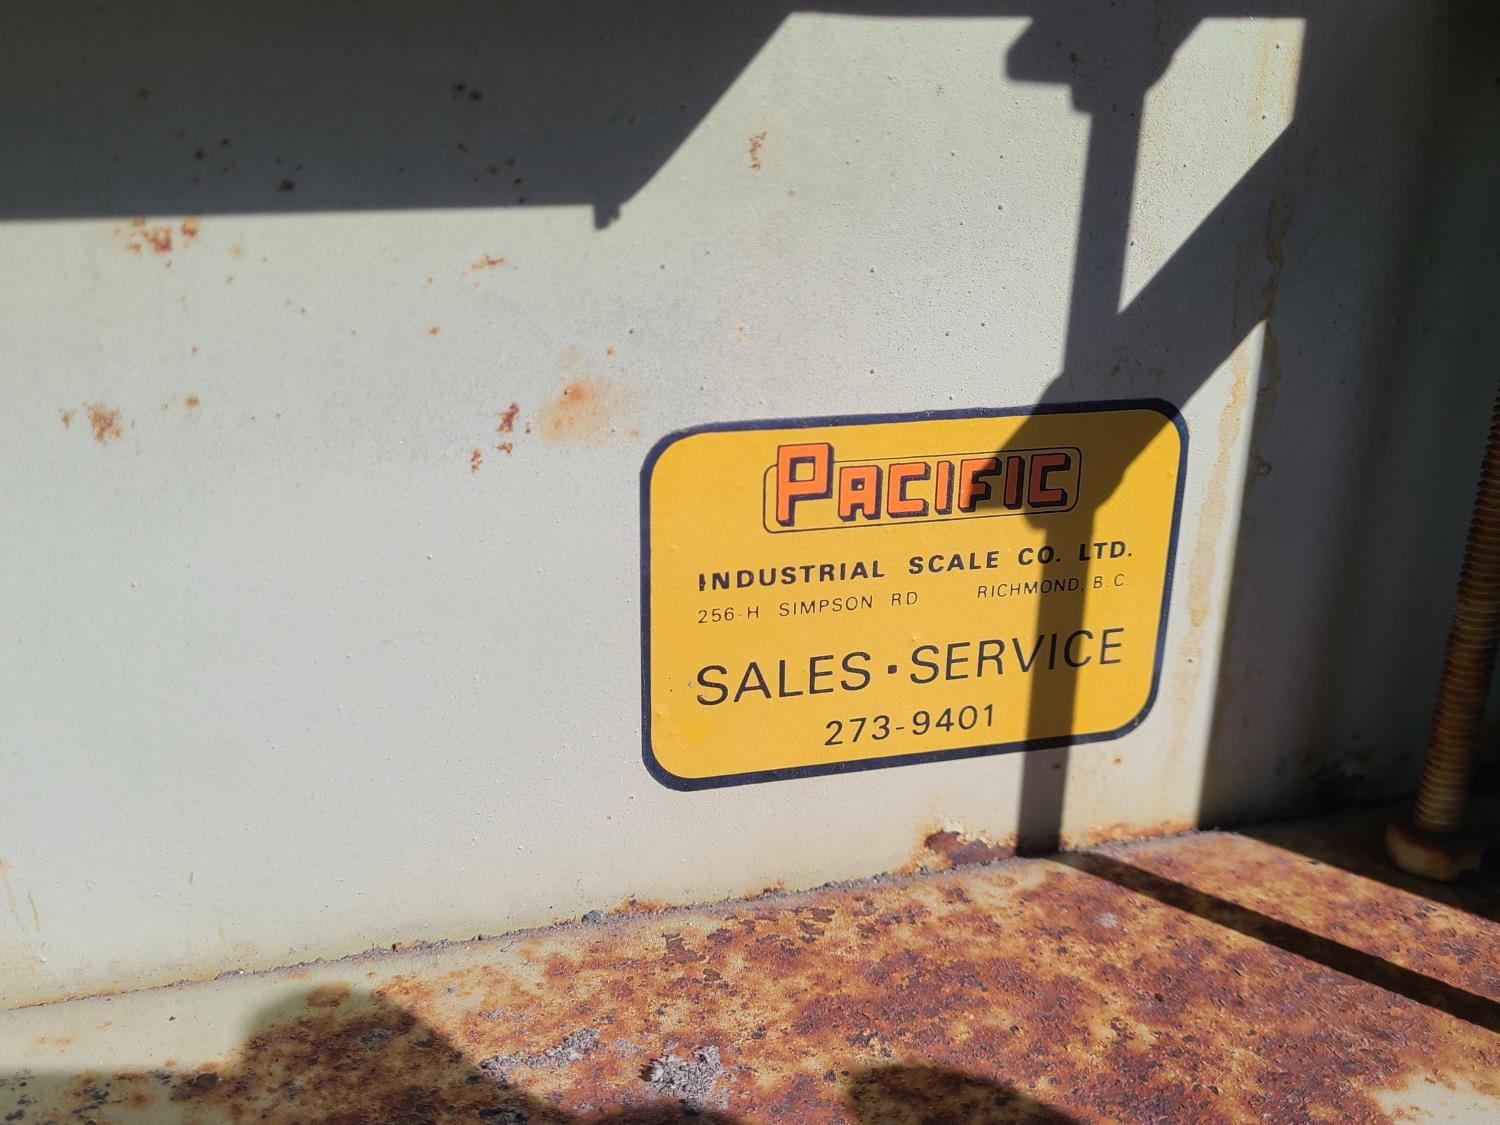 PACIFIC
INDUSTRIAL SCALE CO. LTD.
256-H SIMPSON RD RICHMOND, B.C.
SALES · SERVICE
273-9401